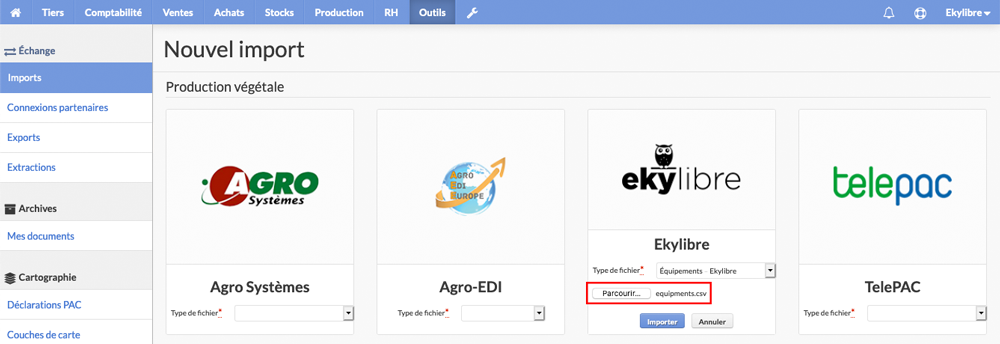 Tiers Comptabilité Ventes Achats Stocks Production RH Outils Ekylibre
Échange
Imports
Connexions partenaires
Exports
Extractions
Archives
Mes documents
Cartographie
Déclarations PAC
Couches de carte
Nouvel import
Production végétale
AGRO
Systèmes
Agro Systèmes
Type de fichier*
AGRO
EDI
EUROPE
Agro-EDI
Type de fichier*
ekylibre
Ekylibre
Type de fichier* Équipements - Ekylibre
Parcourir... equipments.csv
Importer Annuler
telepac
TelePAC
Type de fichier*